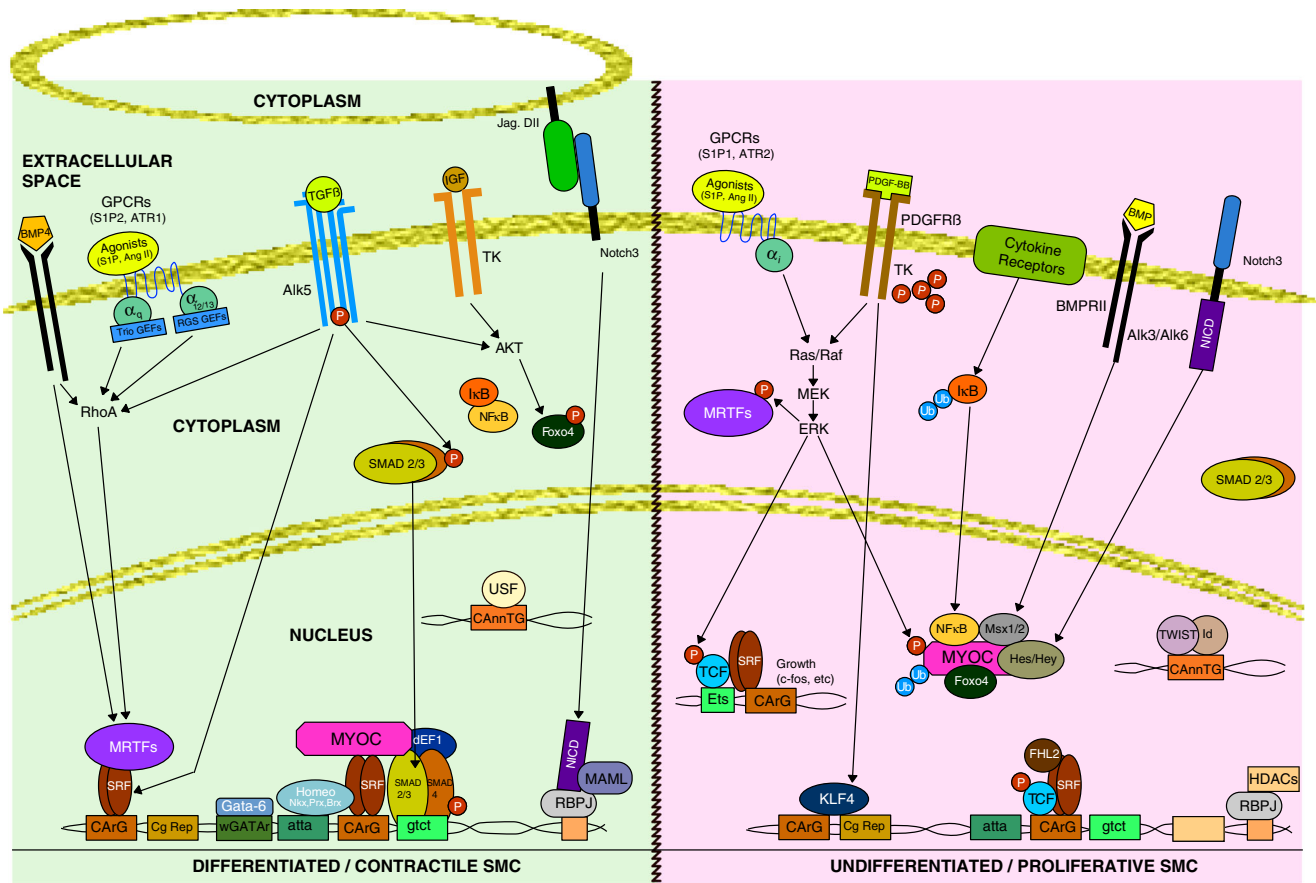 CYTOPLASM
Jag. Dll
EXTRACELLULAR
SPACE
GPCRs
(S1P2, ATR1)
BMP4
Agonists
(S1P, Ang II)
αq
α12/13
Trio GEFs
RGS GEFs
TGFß
Alk5
P
IGF
TK
Notch3
AKT
RhoA
CYTOPLASM
IκB
NFκB
P
Foxo4
SMAD 2/3
P
USF
CAnnTG
NUCLEUS
MRTFs
SRF
CArG
Cg Rep
Gata-6
wGATAr
Homeo
Nkx,Prx,Brx
atta
MYOC
SRF
CArG
dEF1
SMAD
2/3
SMAD
4
P
gtct
NICD
MAML
RBPJ
DIFFERENTIATED / CONTRACTILE SMC
GPCRs
(S1P1, ATR2)
Agonists
(S1P, Ang II)
αi
PDGF-BB
PDGFRß
TK
P
P
P
P
Cytokine
Receptors
BMP
BMPRII
Alk3/Alk6
Notch3
NICD
Ras/Raf
MEK
ERK
P
MRTFs
IκB
Ub
Ub
SMAD 2/3
P
TCF
SRF
Ets
CArG
Growth
(c-fos, etc)
NFκB
Msx1/2
P
MYOC
Hes/Hey
Ub
Ub
Foxo4
TWIST
Id
CAnnTG
KLF4
CArG
Cg Rep
FHL2
P
TCF
SRF
atta
CArG
gtct
HDACs
RBPJ
UNDIFFERENTIATED / PROLIFERATIVE SMC